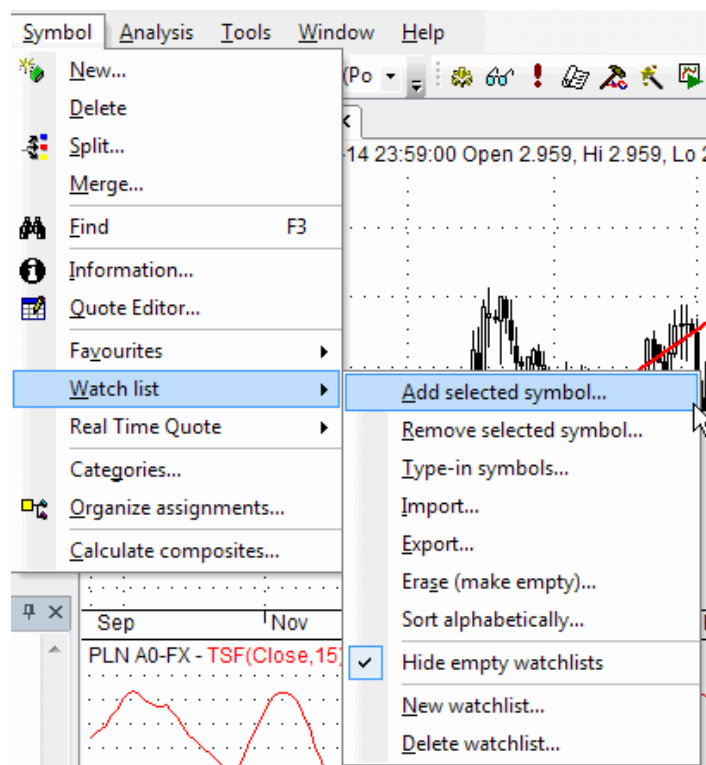 Symbol Analysis Tools Window Help
New...
(Po
Delete
Split...
-14 23:59:00 Open 2.959, Hi 2.959, Lo
Merge...
Find F3
Information...
Quote Editor...
Favourites
Watch list
Real Time Quote
Categories...
Organize assignments...
Calculate composites...
Add selected symbol...
Remove selected symbol...
Type-in symbols...
Import...
Export...
Erase (make empty)...
Sort alphabetically...
Hide empty watchlists
New watchlist...
Delete watchlist...
Sep Nov
PLN A0-FX - TSF(Close,15)